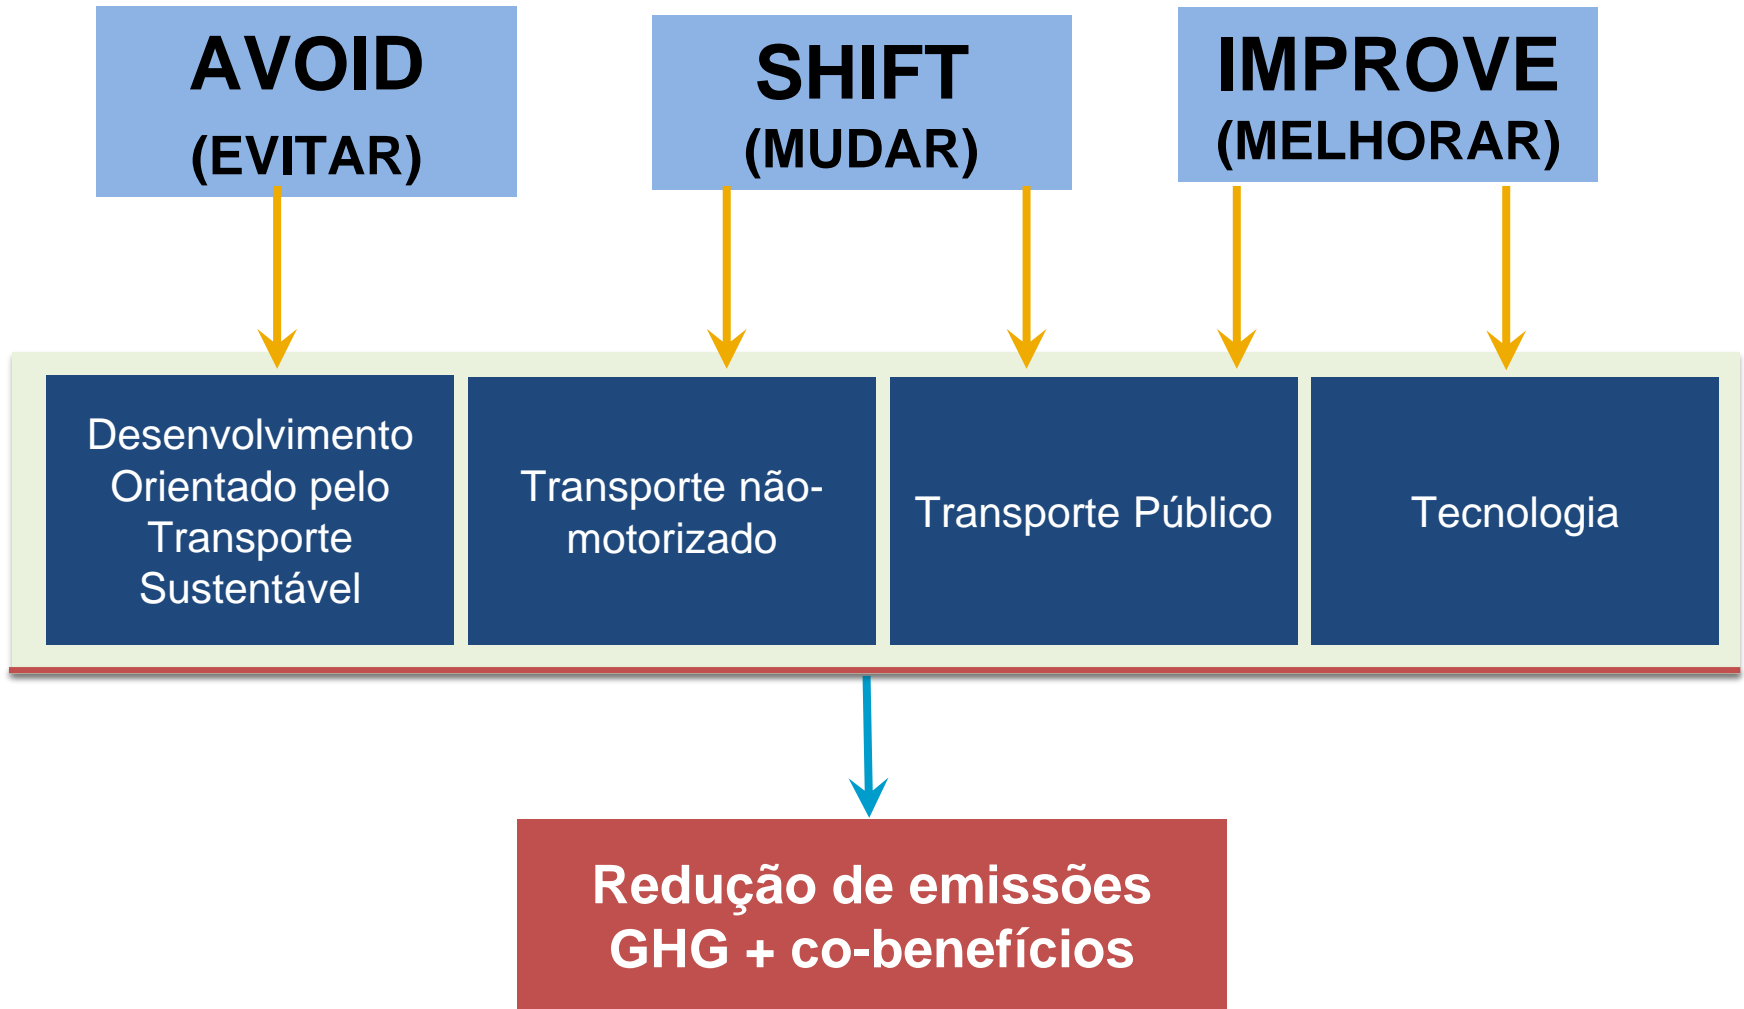 AVOID
(EVITAR)
SHIFT
(MUDAR)
IMPROVE
(MELHORAR)
Desenvolvimento
Orientado pelo
Transporte
Sustentável
Transporte não-
motorizado
Transporte Público
Tecnologia
Redução de emissões
GHG + co-benefícios